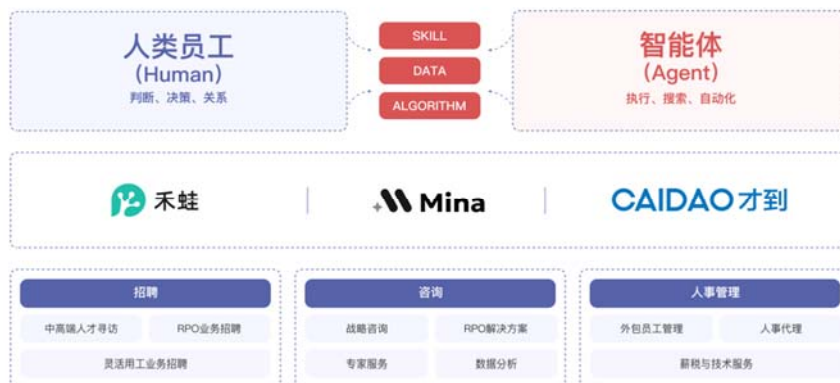 人类员工
(Human)
判断、决策、关系
SKILL
DATA
ALGORITHM
智能体
(Agent)
执行、搜索、自动化
禾蛙
Mina
CAIDAO才到
招聘
中高端人才寻访
RPO业务招聘
灵活用工业务招聘
咨询
战略咨询
RPO解决方案
专家服务
数据分析
人事管理
外包员工管理
人事代理
薪税与技术服务